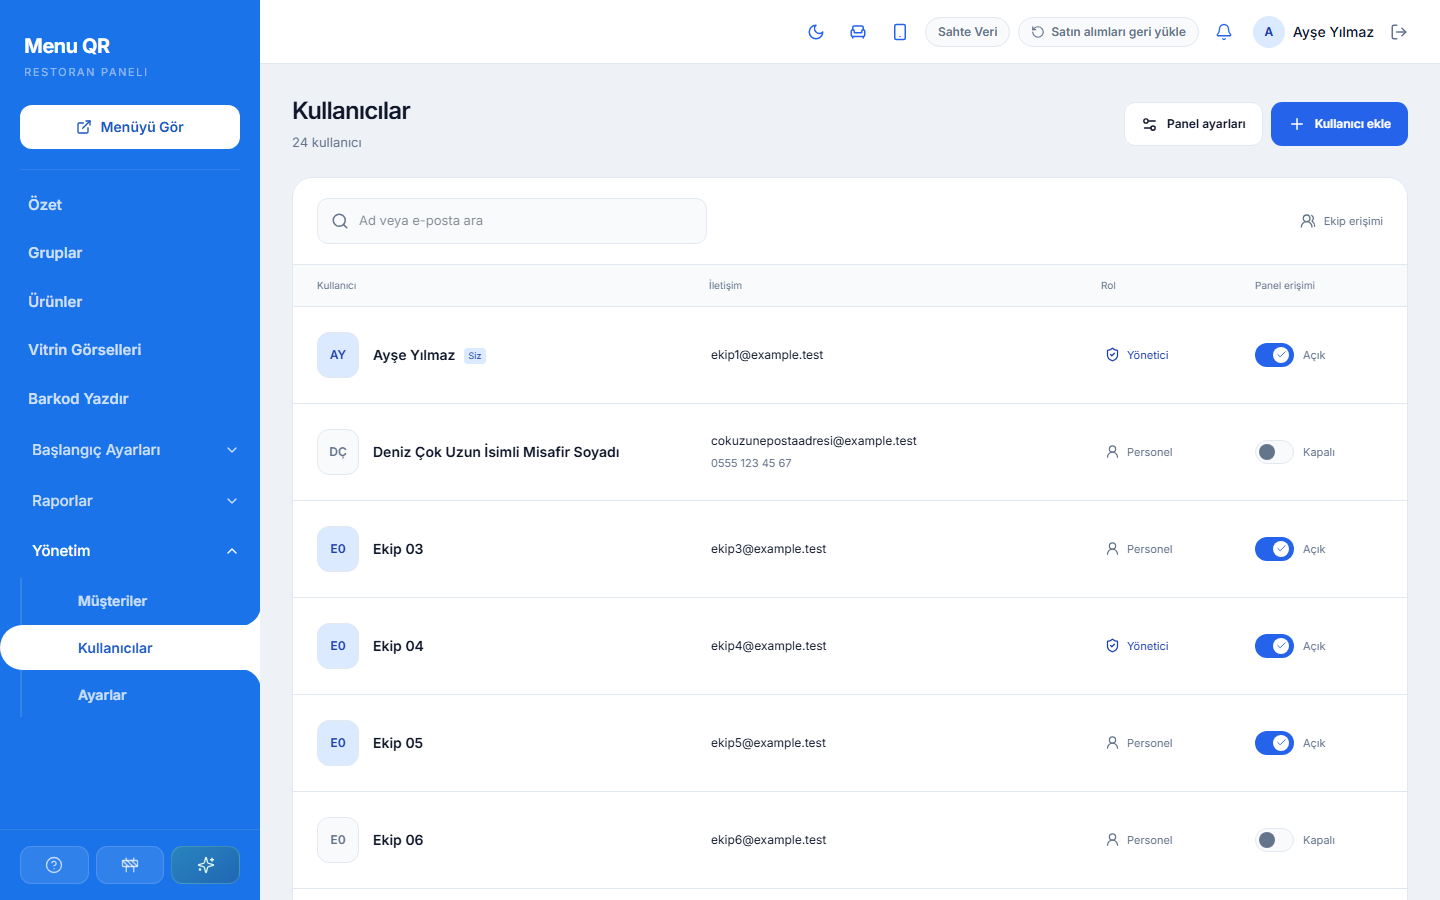 Menu QR
RESTORAN PANELİ
Menüyü Gör
Özet
Gruplar
Ürünler
Vitrin Görselleri
Barkod Yazdır
Başlangıç Ayarları
Raporlar
Yönetim
Müşteriler
Kullanıcılar
Ayarlar
Sahte Veri
Satın alımları geri yükle
A
Ayşe Yılmaz
Kullanıcılar
24 kullanıcı
Panel ayarları
Kullanıcı ekle
Ad veya e-posta ara
Ekip erişimi
Kullanıcı İletişim Rol Panel erişimi
AY Ayşe Yılmaz Siz ekip1@example.test Yönetici Açık
DÇ Deniz Çok Uzun İsimli Misafir Soyadı cokuzunepostaadresi@example.test Personel Kapalı
0555 123 45 67
E0 Ekip 03 ekip3@example.test Personel Açık
E0 Ekip 04 ekip4@example.test Yönetici Açık
E0 Ekip 05 ekip5@example.test Personel Açık
E0 Ekip 06 ekip6@example.test Personel Kapalı